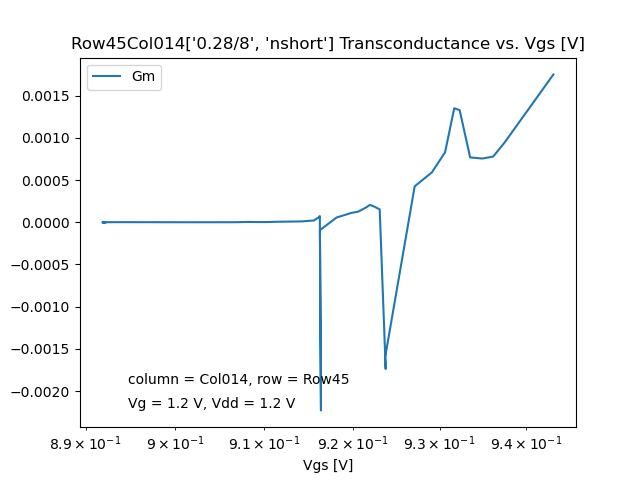 Row45Col014['0.28/8', 'nshort'] Transconductance vs. Vgs [V]
Gm
0.0015
0.0010
0.0005
0.0000
−0.0005
−0.0010
−0.0015
−0.0020
column = Col014, row = Row45
Vg = 1.2 V, Vdd = 1.2 V
8.9 × 10⁻¹ 9 × 10⁻¹ 9.1 × 10⁻¹ 9.2 × 10⁻¹ 9.3 × 10⁻¹ 9.4 × 10⁻¹
Vgs [V]